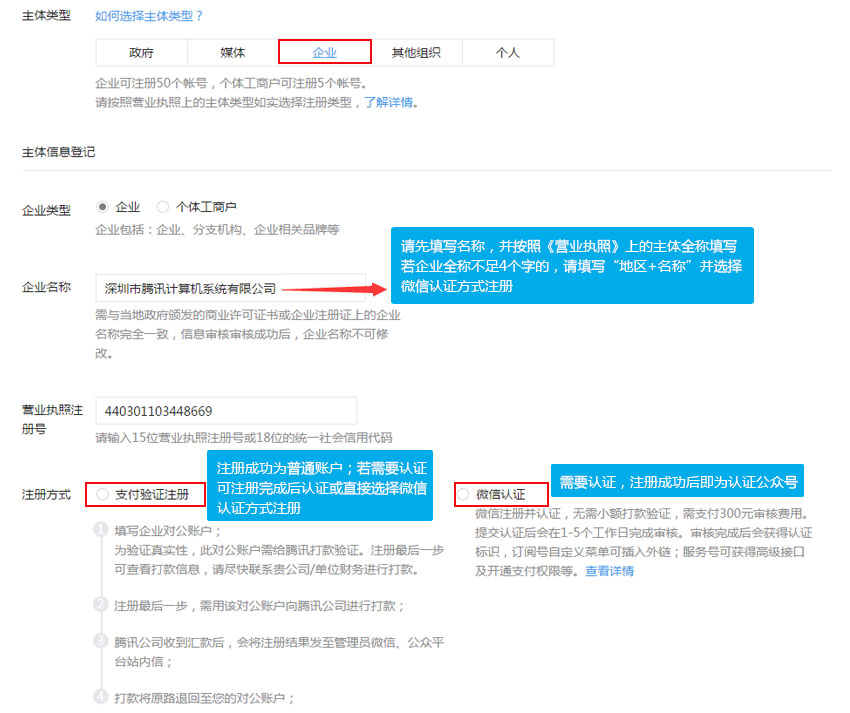 主体类型 如何选择主体类型？
政府 媒体 企业 其他组织 个人
企业可注册50个帐号，个体工商户可注册5个帐号。
请按照营业执照上的主体类型如实选择注册类型，了解详情。
主体信息登记
企业类型 企业 个体工商户
企业包括：企业、分支机构、企业相关品牌等
请先填写名称，并按照《营业执照》上的主体全称填写
若企业全称不足4个字的，请填写“地区+名称”并选择
微信认证方式注册
企业名称 深圳市腾讯计算机系统有限公司
需与当地政府颁发的商业许可证书或企业注册证上的企业
名称完全一致，信息审核审核成功后，企业名称不可修
改。
营业执照注
册号
440301103448669
请输入15位营业执照注册号或18位的统一社会信用代码
注册成功为普通账户；若需要认证
可注册完成后认证或直接选择微信
认证方式注册
需要认证，注册成功后即为认证公众号
注册方式 支付验证注册 微信认证
1 填写企业对公账户；
为验证真实性，此对公账户需给腾讯打款验证。注册最后一步
可查看打款信息，请尽快联系贵公司/单位财务进行打款。
2 注册最后一步，需用该对公账户向腾讯公司进行打款；
3 腾讯公司收到汇款后，会将注册结果发至管理员微信、公众平
台站内信；
4 打款将原路退回至您的对公账户；
微信注册并认证，无需小额打款验证，需支付300元审核费用。
提交认证后会在1-5个工作日完成审核。审核完成后会获得认证
标识，订阅号自定义菜单可插入外链；服务号可获得高级接口
及开通支付权限等。查看详情